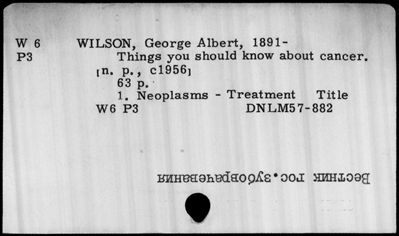 W 6 WILSON, George Albert, 1891-
P3 Things you should know about cancer.
[n. p., c1956]
63 p.
1. Neoplasms - Treatment Title
W6 P3 DNLM57-882
Вестник гос. зубоврачевания